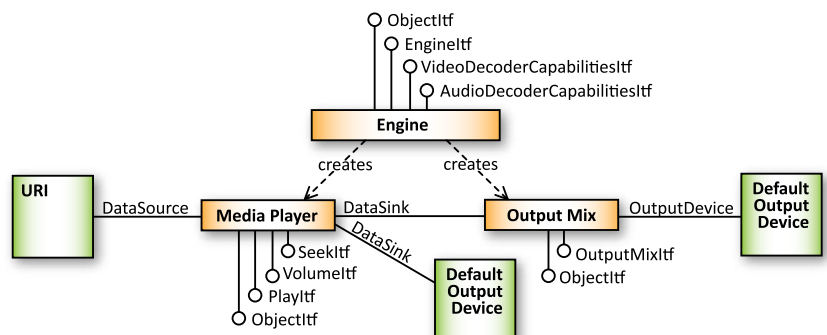 ObjectItf
EngineItf
VideoDecoderCapabilitiesItf
AudioDecoderCapabilitiesItf
Engine
creates
creates
URI
DataSource
Media Player
DataSink
Output Mix
OutputDevice
Default
Output
Device
DataSink
SeekItf
VolumeItf
PlayItf
ObjectItf
Default
Output
Device
OutputMixItf
ObjectItf